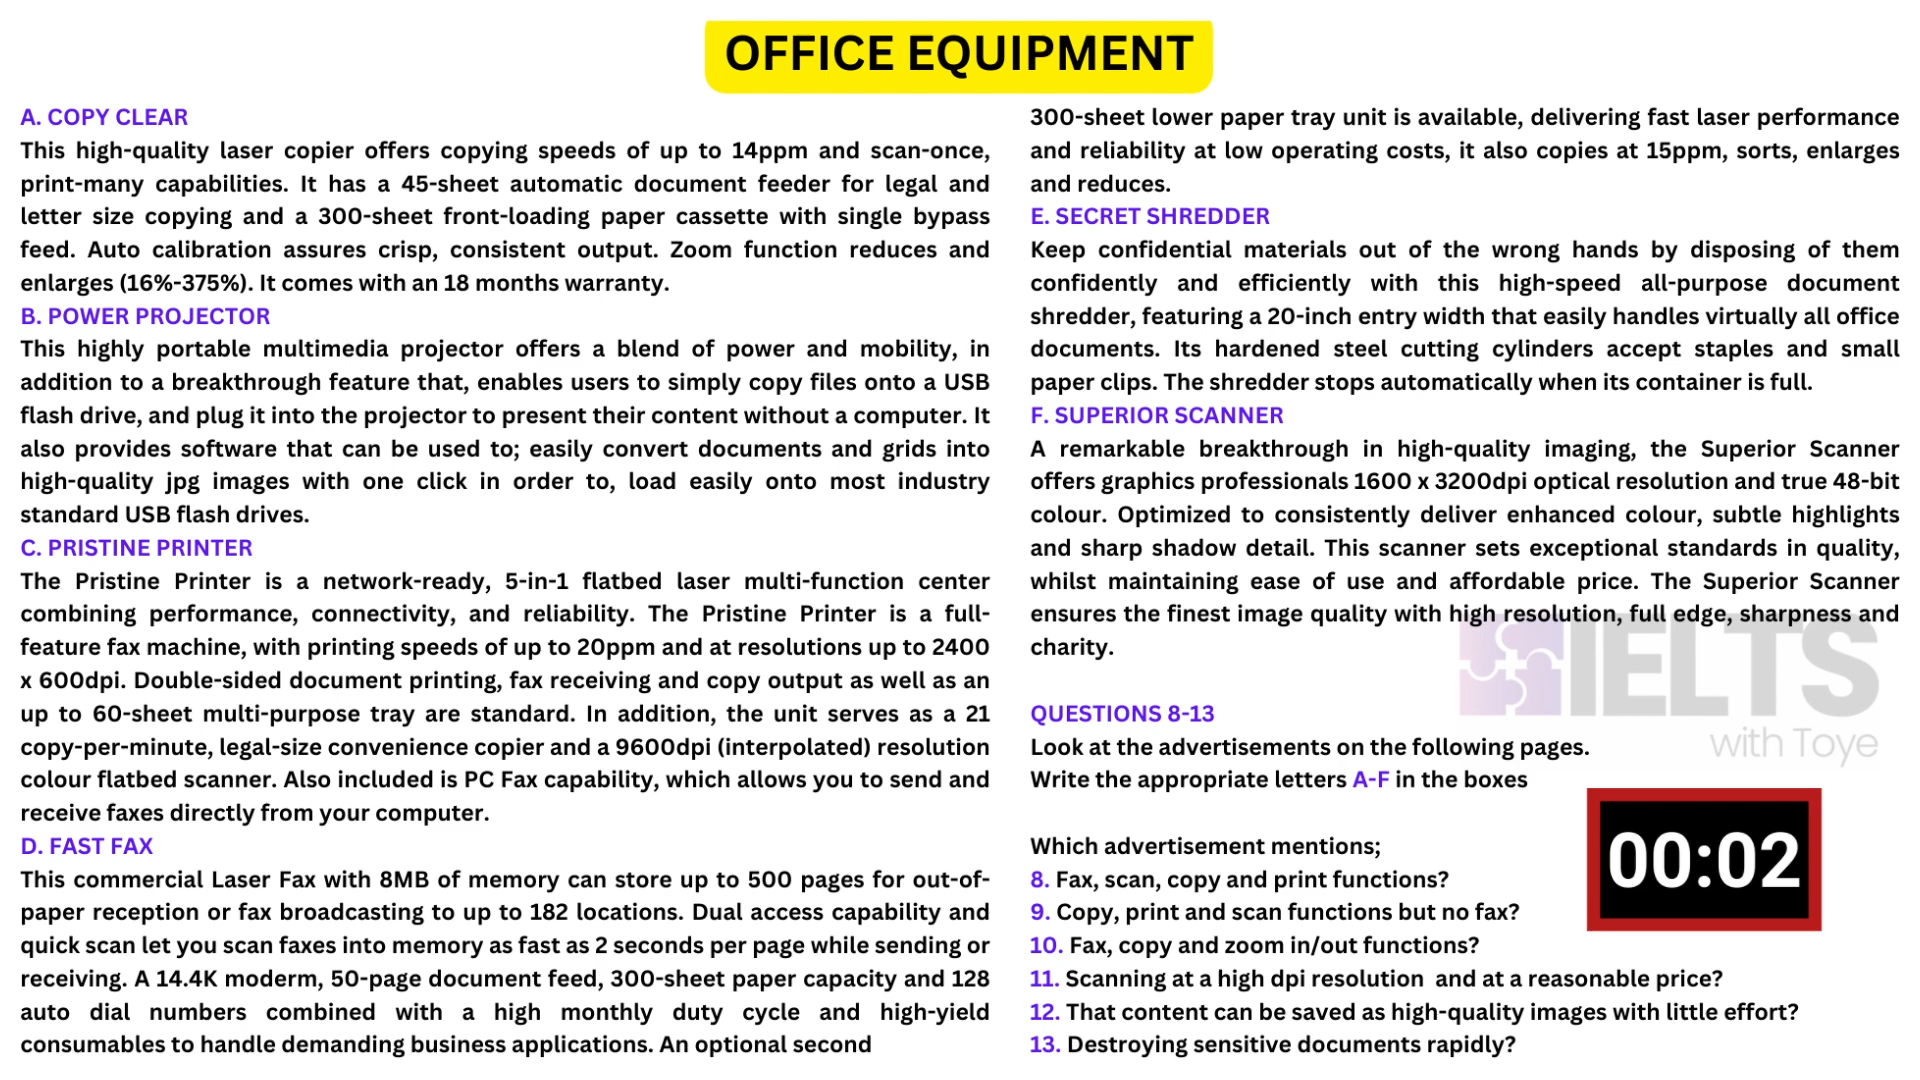 OFFICE EQUIPMENT
A. COPY CLEAR
This high-quality laser copier offers copying speeds of up to 14ppm and scan-once,
print-many capabilities. It has a 45-sheet automatic document feeder for legal and
letter size copying and a 300-sheet front-loading paper cassette with single bypass
feed. Auto calibration assures crisp, consistent output. Zoom function reduces and
enlarges (16%-375%). It comes with an 18 months warranty.
B. POWER PROJECTOR
This highly portable multimedia projector offers a blend of power and mobility, in
addition to a breakthrough feature that, enables users to simply copy files onto a USB
flash drive, and plug it into the projector to present their content without a computer. It
also provides software that can be used to; easily convert documents and grids into
high-quality jpg images with one click in order to, load easily onto most industry
standard USB flash drives.
C. PRISTINE PRINTER
The Pristine Printer is a network-ready, 5-in-1 flatbed laser multi-function center
combining performance, connectivity, and reliability. The Pristine Printer is a full-
feature fax machine, with printing speeds of up to 20ppm and at resolutions up to 2400
x 600dpi. Double-sided document printing, fax receiving and copy output as well as an
up to 60-sheet multi-purpose tray are standard. In addition, the unit serves as a 21
copy-per-minute, legal-size convenience copier and a 9600dpi (interpolated) resolution
colour flatbed scanner. Also included is PC Fax capability, which allows you to send and
receive faxes directly from your computer.
D. FAST FAX
This commercial Laser Fax with 8MB of memory can store up to 500 pages for out-of-
paper reception or fax broadcasting to up to 182 locations. Dual access capability and
quick scan let you scan faxes into memory as fast as 2 seconds per page while sending or
receiving. A 14.4K moderm, 50-page document feed, 300-sheet paper capacity and 128
auto dial numbers combined with a high monthly duty cycle and high-yield
consumables to handle demanding business applications. An optional second
300-sheet lower paper tray unit is available, delivering fast laser performance
and reliability at low operating costs, it also copies at 15ppm, sorts, enlarges
and reduces.
E. SECRET SHREDDER
Keep confidential materials out of the wrong hands by disposing of them
confidently and efficiently with this high-speed all-purpose document
shredder, featuring a 20-inch entry width that easily handles virtually all office
documents. Its hardened steel cutting cylinders accept staples and small
paper clips. The shredder stops automatically when its container is full.
F. SUPERIOR SCANNER
A remarkable breakthrough in high-quality imaging, the Superior Scanner
offers graphics professionals 1600 x 3200dpi optical resolution and true 48-bit
colour. Optimized to consistently deliver enhanced colour, subtle highlights
and sharp shadow detail. This scanner sets exceptional standards in quality,
whilst maintaining ease of use and affordable price. The Superior Scanner
ensures the finest image quality with high resolution, full edge, sharpness and
charity.
IELTS
with Toye
QUESTIONS 8-13
Look at the advertisements on the following pages.
Write the appropriate letters A-F in the boxes
00:02
Which advertisement mentions;
8. Fax, scan, copy and print functions?
9. Copy, print and scan functions but no fax?
10. Fax, copy and zoom in/out functions?
11. Scanning at a high dpi resolution and at a reasonable price?
12. That content can be saved as high-quality images with little effort?
13. Destroying sensitive documents rapidly?